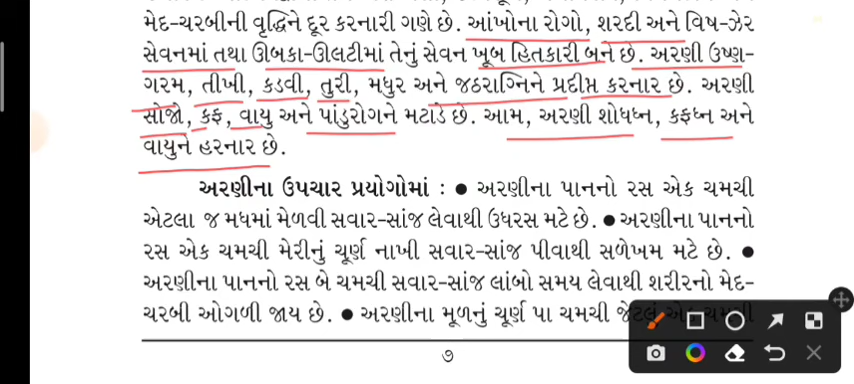 મેદ-ચરબીની વૃદ્ધિને દૂર કરનારી ગણે છે. આંખોના રોગો, શરદી અને વિષ-ઝેર
સેવનમાં તથા ઊબકા-ઊલટીમાં તેનું સેવન ખૂબ હિતકારી બને છે. અરણી ઉષ્ણ-
ગરમ, તીખી, કડવી, તુરી, મધુર અને જઠરાગ્નિને પ્રદીપ્ત કરનાર છે. અરણી
સોજો, કફ, વાયુ અને પાંડુરોગને મટાડે છે. આમ, અરણી શોધઘ્ન, કફઘ્ન અને
વાયુને હરનાર છે.
અરણીના ઉપચાર પ્રયોગોમાં : ● અરણીના પાનનો રસ એક ચમચી
એટલા જ મધમાં મેળવી સવાર-સાંજ લેવાથી ઉધરસ મટે છે. ● અરણીના પાનનો
રસ એક ચમચી મેરીનું ચૂર્ણ નાખી સવાર-સાંજ પીવાથી સળેખમ મટે છે. ●
અરણીના પાનનો રસ બે ચમચી સવાર-સાંજ લાંબો સમય લેવાથી શરીરનો મેદ-
ચરબી ઓગળી જાય છે. ● અરણીના મૂળનું ચૂર્ણ પા ચમચી જેટલું એક ચમચી
૭